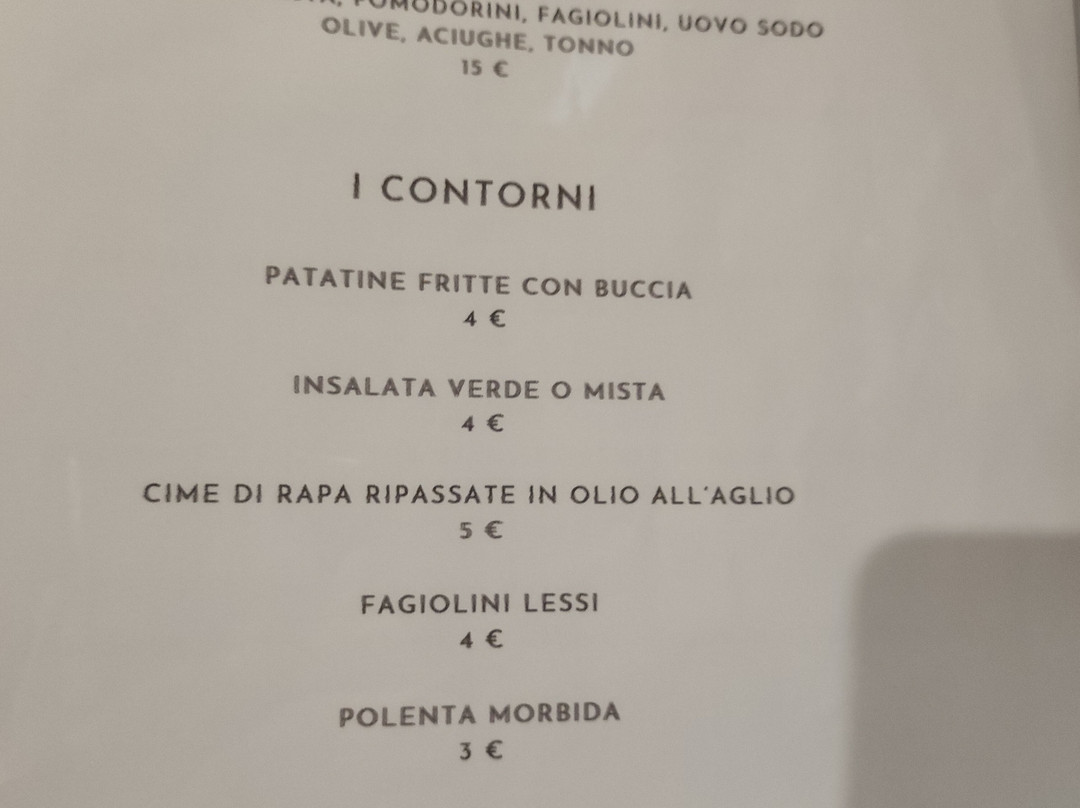 POMODORINI, FAGIOLINI, UOVO SODO
OLIVE, ACIUGHE, TONNO
15 €
I CONTORNI
PATATINE FRITTE CON BUCCIA
4 €
INSALATA VERDE O MISTA
4 €
CIME DI RAPA RIPASSATE IN OLIO ALL'AGLIO
5 €
FAGIOLINI LESSI
4 €
POLENTA MORBIDA
3 €